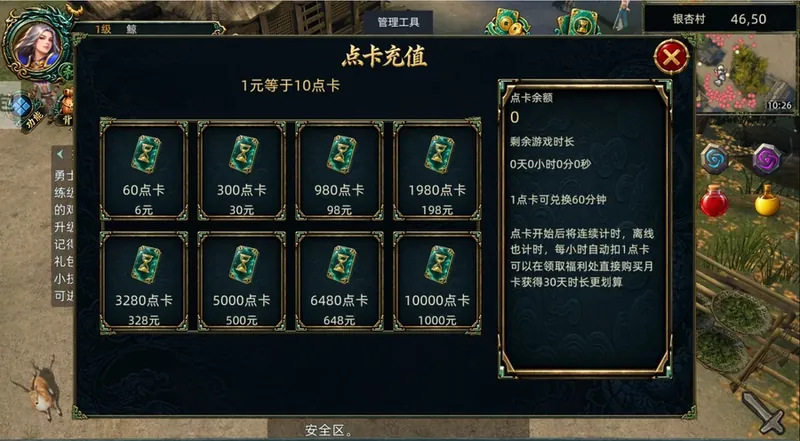 管理工具
1级 鲸
银杏村 46,50
10:26
功能
背
点卡充值
1元等于10点卡
60点卡
6元
300点卡
30元
980点卡
98元
1980点卡
198元
3280点卡
328元
5000点卡
500元
6480点卡
648元
10000点卡
1000元
点卡余额
0
剩余游戏时长
0天0小时0分0秒
1点卡可兑换60分钟
点卡开始后将连续计时，离线
也计时，每小时自动扣1点卡
可以在领取福利处直接购买月
卡获得30天时长更划算
勇士
练级
的戏
升级
记得
礼包
小技
可进
安全区。